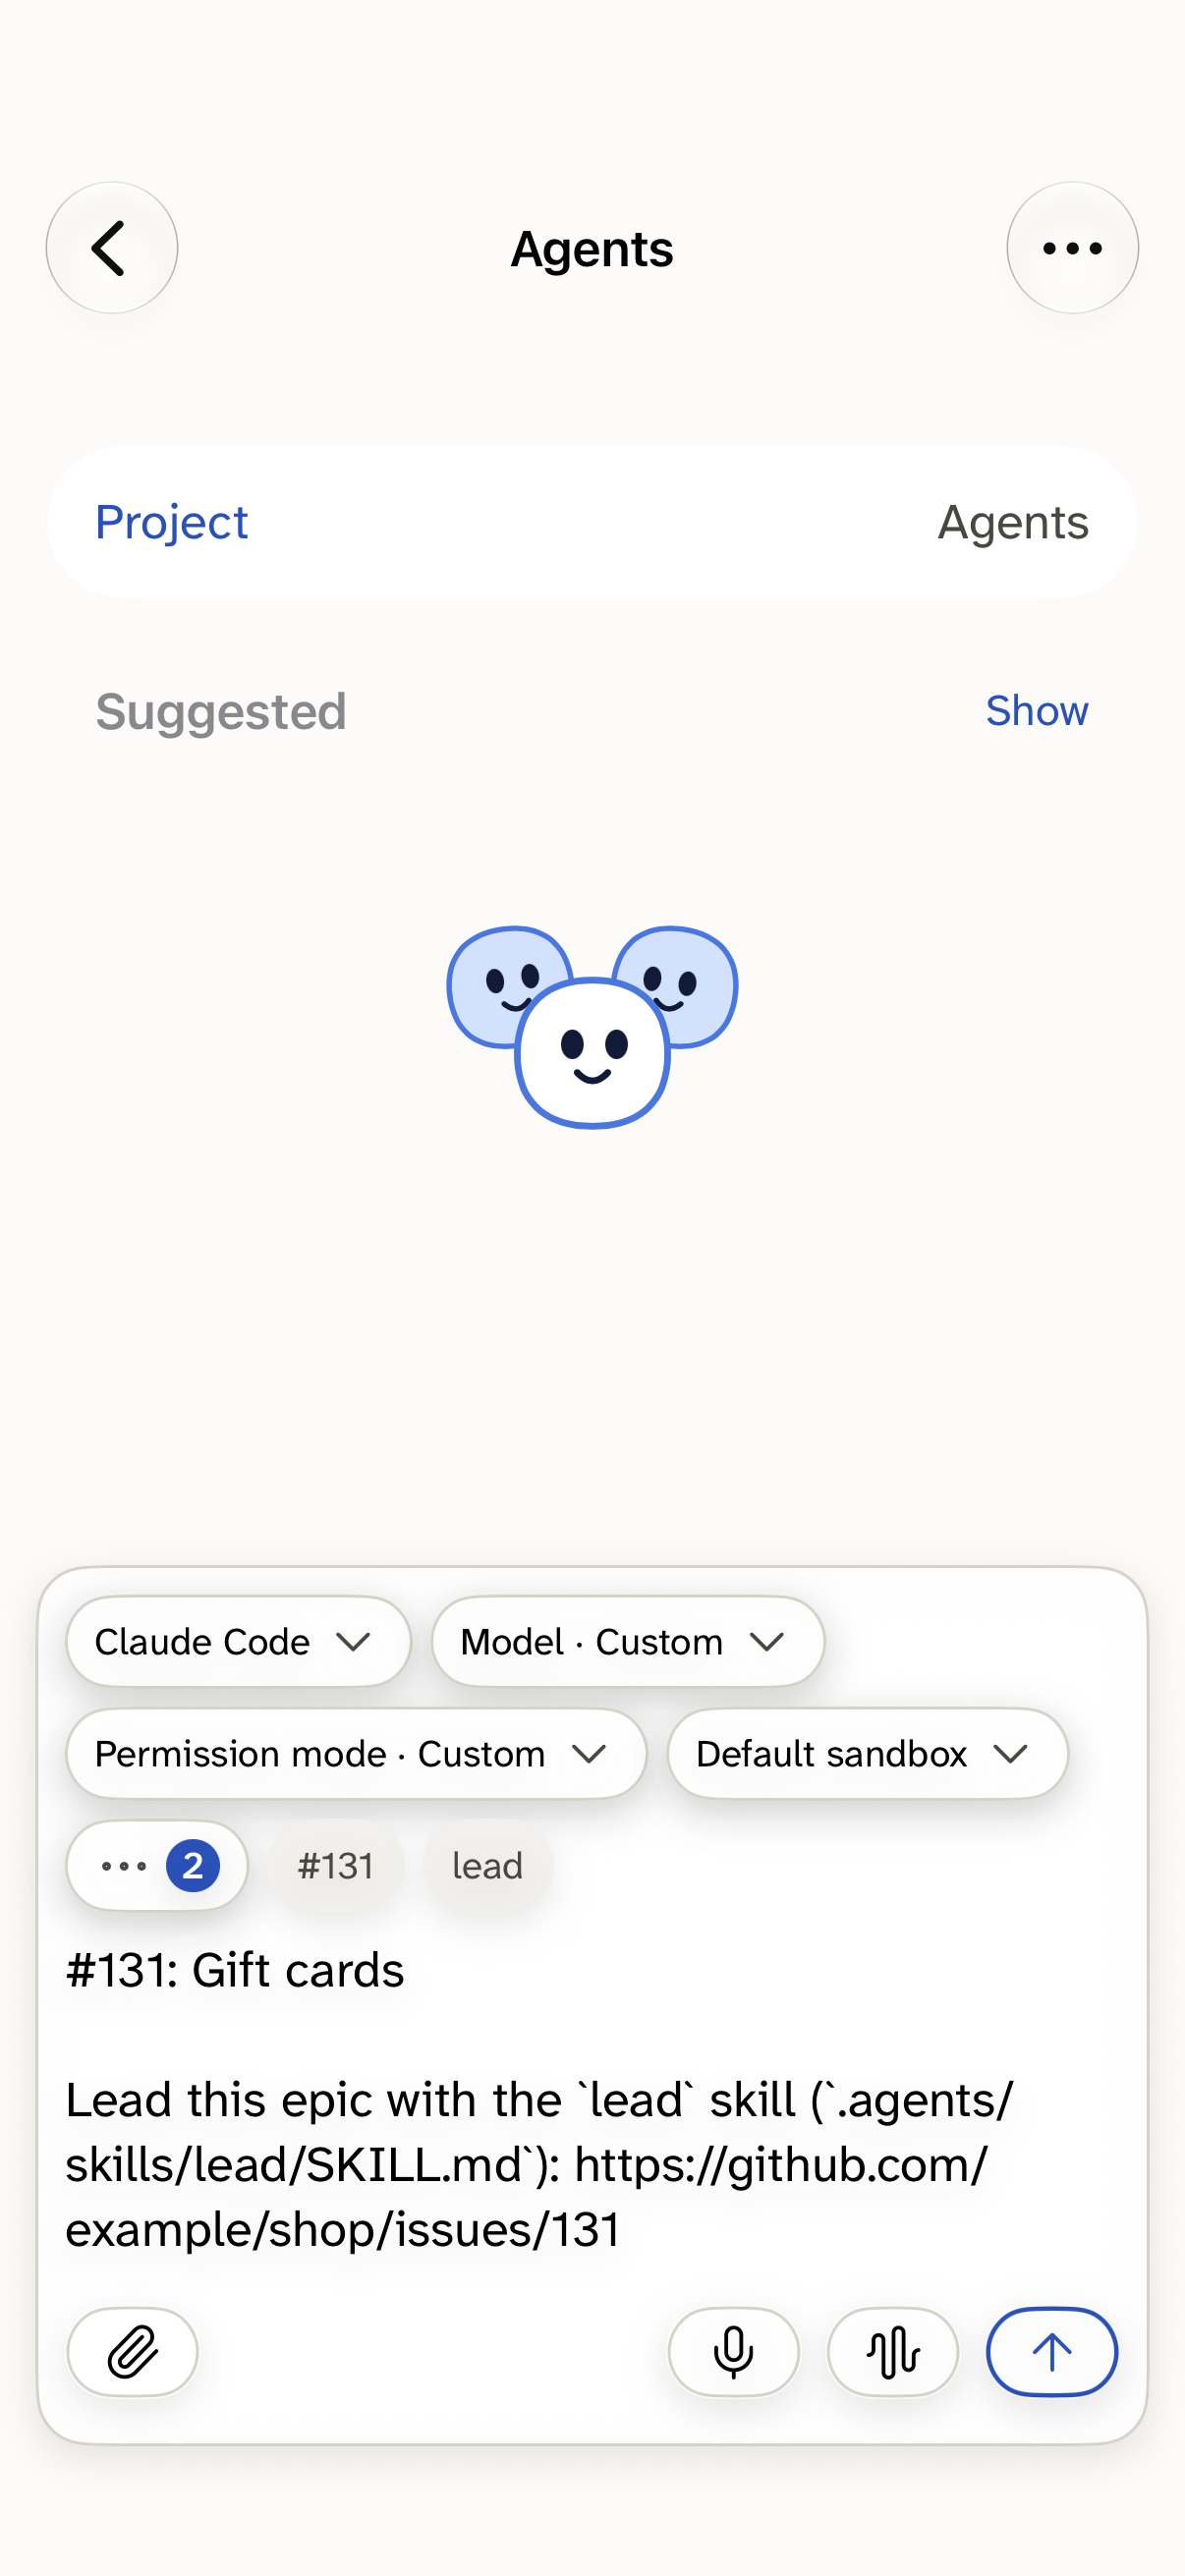 Agents
Project Agents
Suggested Show
Claude Code Model · Custom
Permission mode · Custom Default sandbox
2 #131 lead
#131: Gift cards
Lead this epic with the `lead` skill (`.agents/
skills/lead/SKILL.md`): https://github.com/
example/shop/issues/131